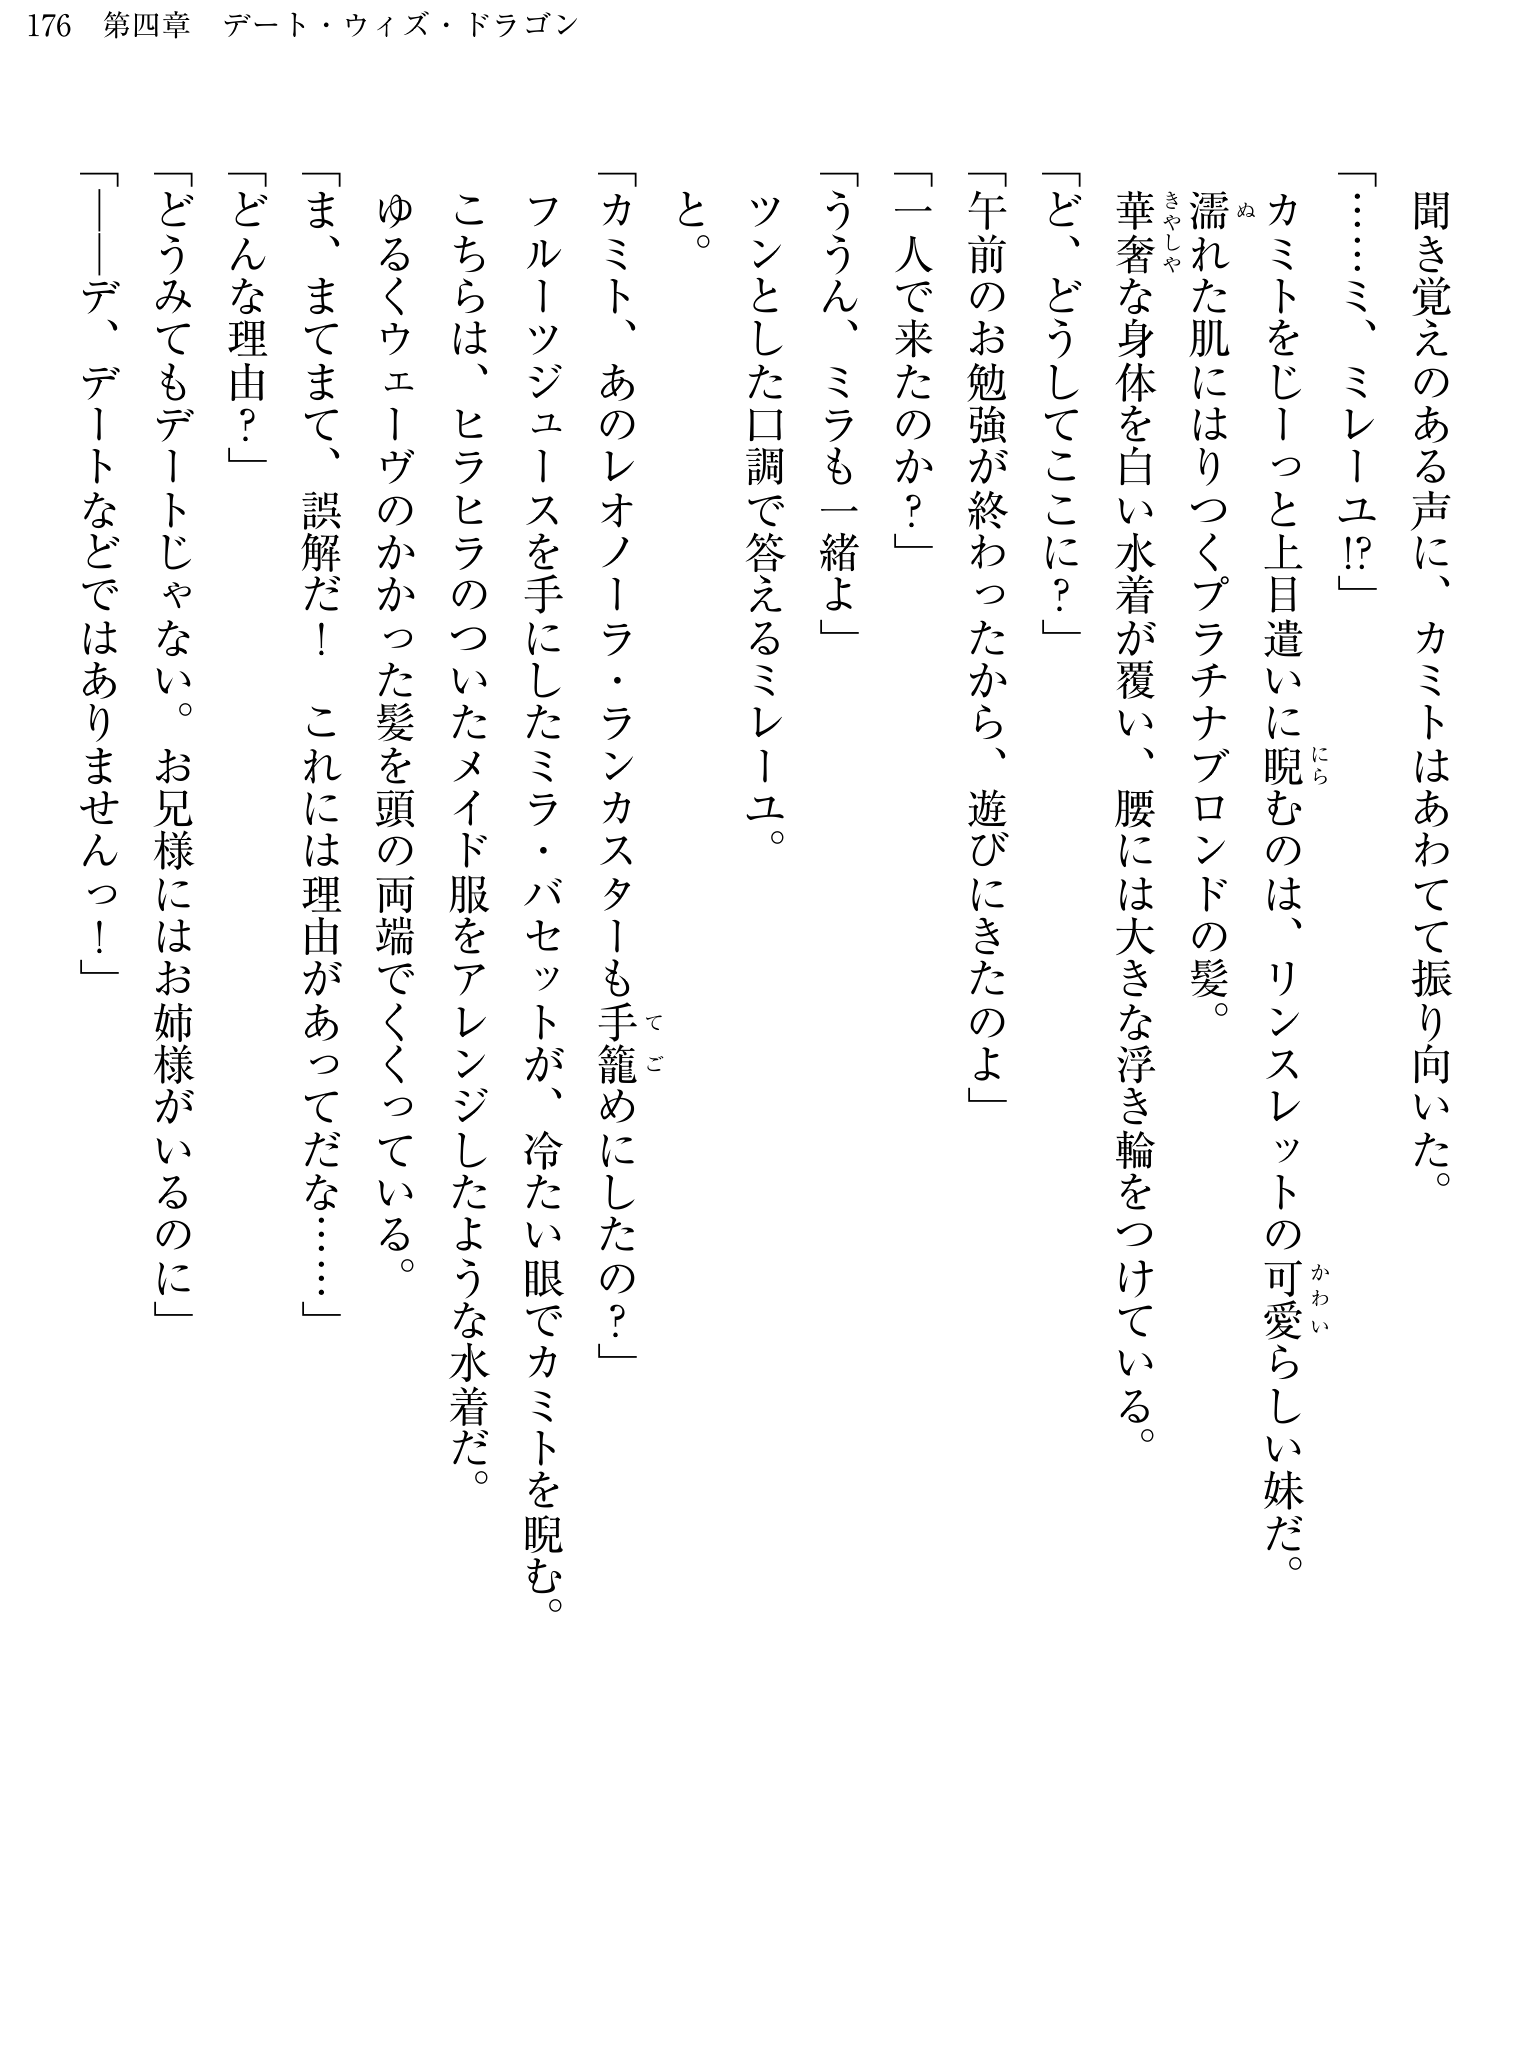 176 第四章 デート・ウィズ・ドラゴン
聞き覚えのある声に、カミトはあわてて振り向いた。
「……ミ、ミレーユ!?」
カミトをじーっと上目遣いに睨むのは、リンスレットの可愛らしい妹だ。
濡れた肌にはりつくプラチナブロンドの髪。
華奢な身体を白い水着が覆い、腰には大きな浮き輪をつけている。
「ど、どうしてここに?」
「午前のお勉強が終わったから、遊びにきたのよ」
「一人で来たのか?」
「ううん、ミラも一緒よ」
ツンとした口調で答えるミレーユ。
と。
「カミト、あのレオノーラ・ランカスターも手籠めにしたの?」
フルーツジュースを手にしたミラ・バセットが、冷たい眼でカミトを睨む。
こちらは、ヒラヒラのついたメイド服をアレンジしたような水着だ。
ゆるくウェーヴのかかった髪を頭の両端でくくっている。
「ま、まてまて、誤解だ! これには理由があってだな……」
「どんな理由?」
「どうみてもデートじゃない。お兄様にはお姉様がいるのに」
「――デ、デートなどではありませんっ!」